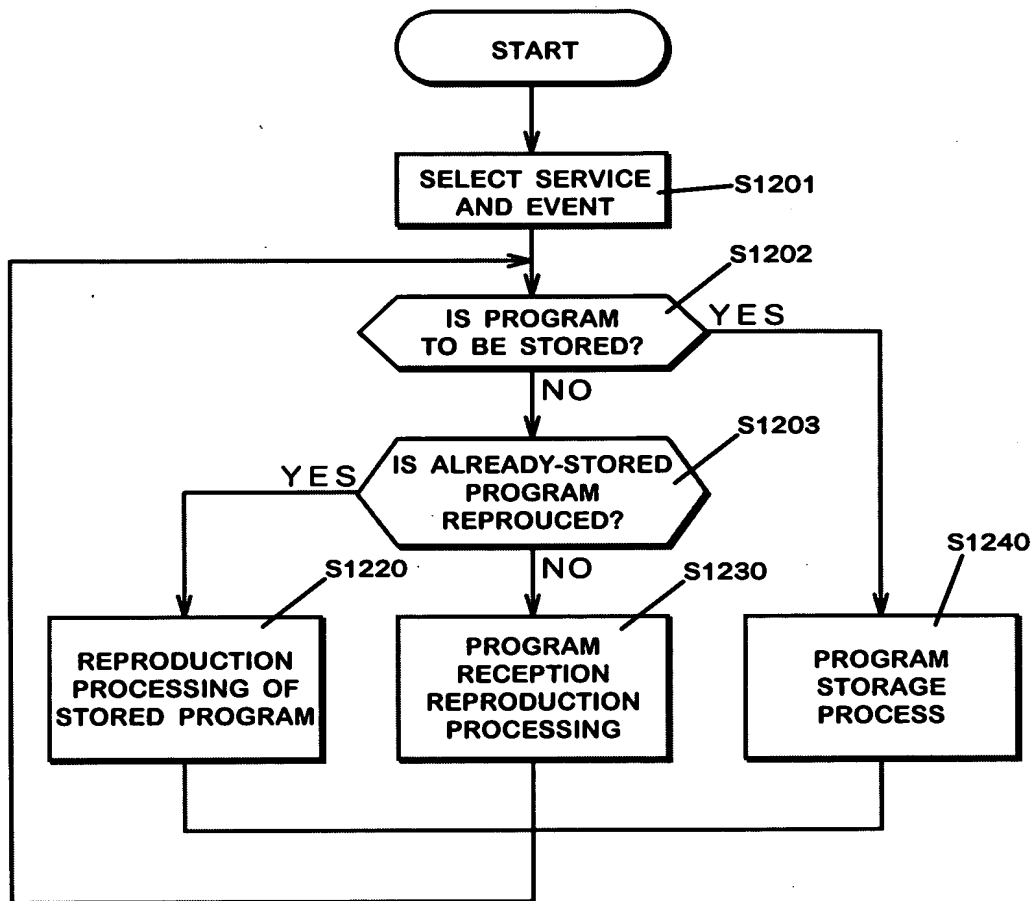 START
SELECT SERVICE
AND EVENT
S1201
S1202
IS PROGRAM
TO BE STORED?
YES
NO
S1203
IS ALREADY-STORED
PROGRAM
REPROUCED?
YES
NO
S1220
S1230
S1240
REPRODUCTION
PROCESSING OF
STORED PROGRAM
PROGRAM
RECEPTION
REPRODUCTION
PROCESSING
PROGRAM
STORAGE
PROCESS